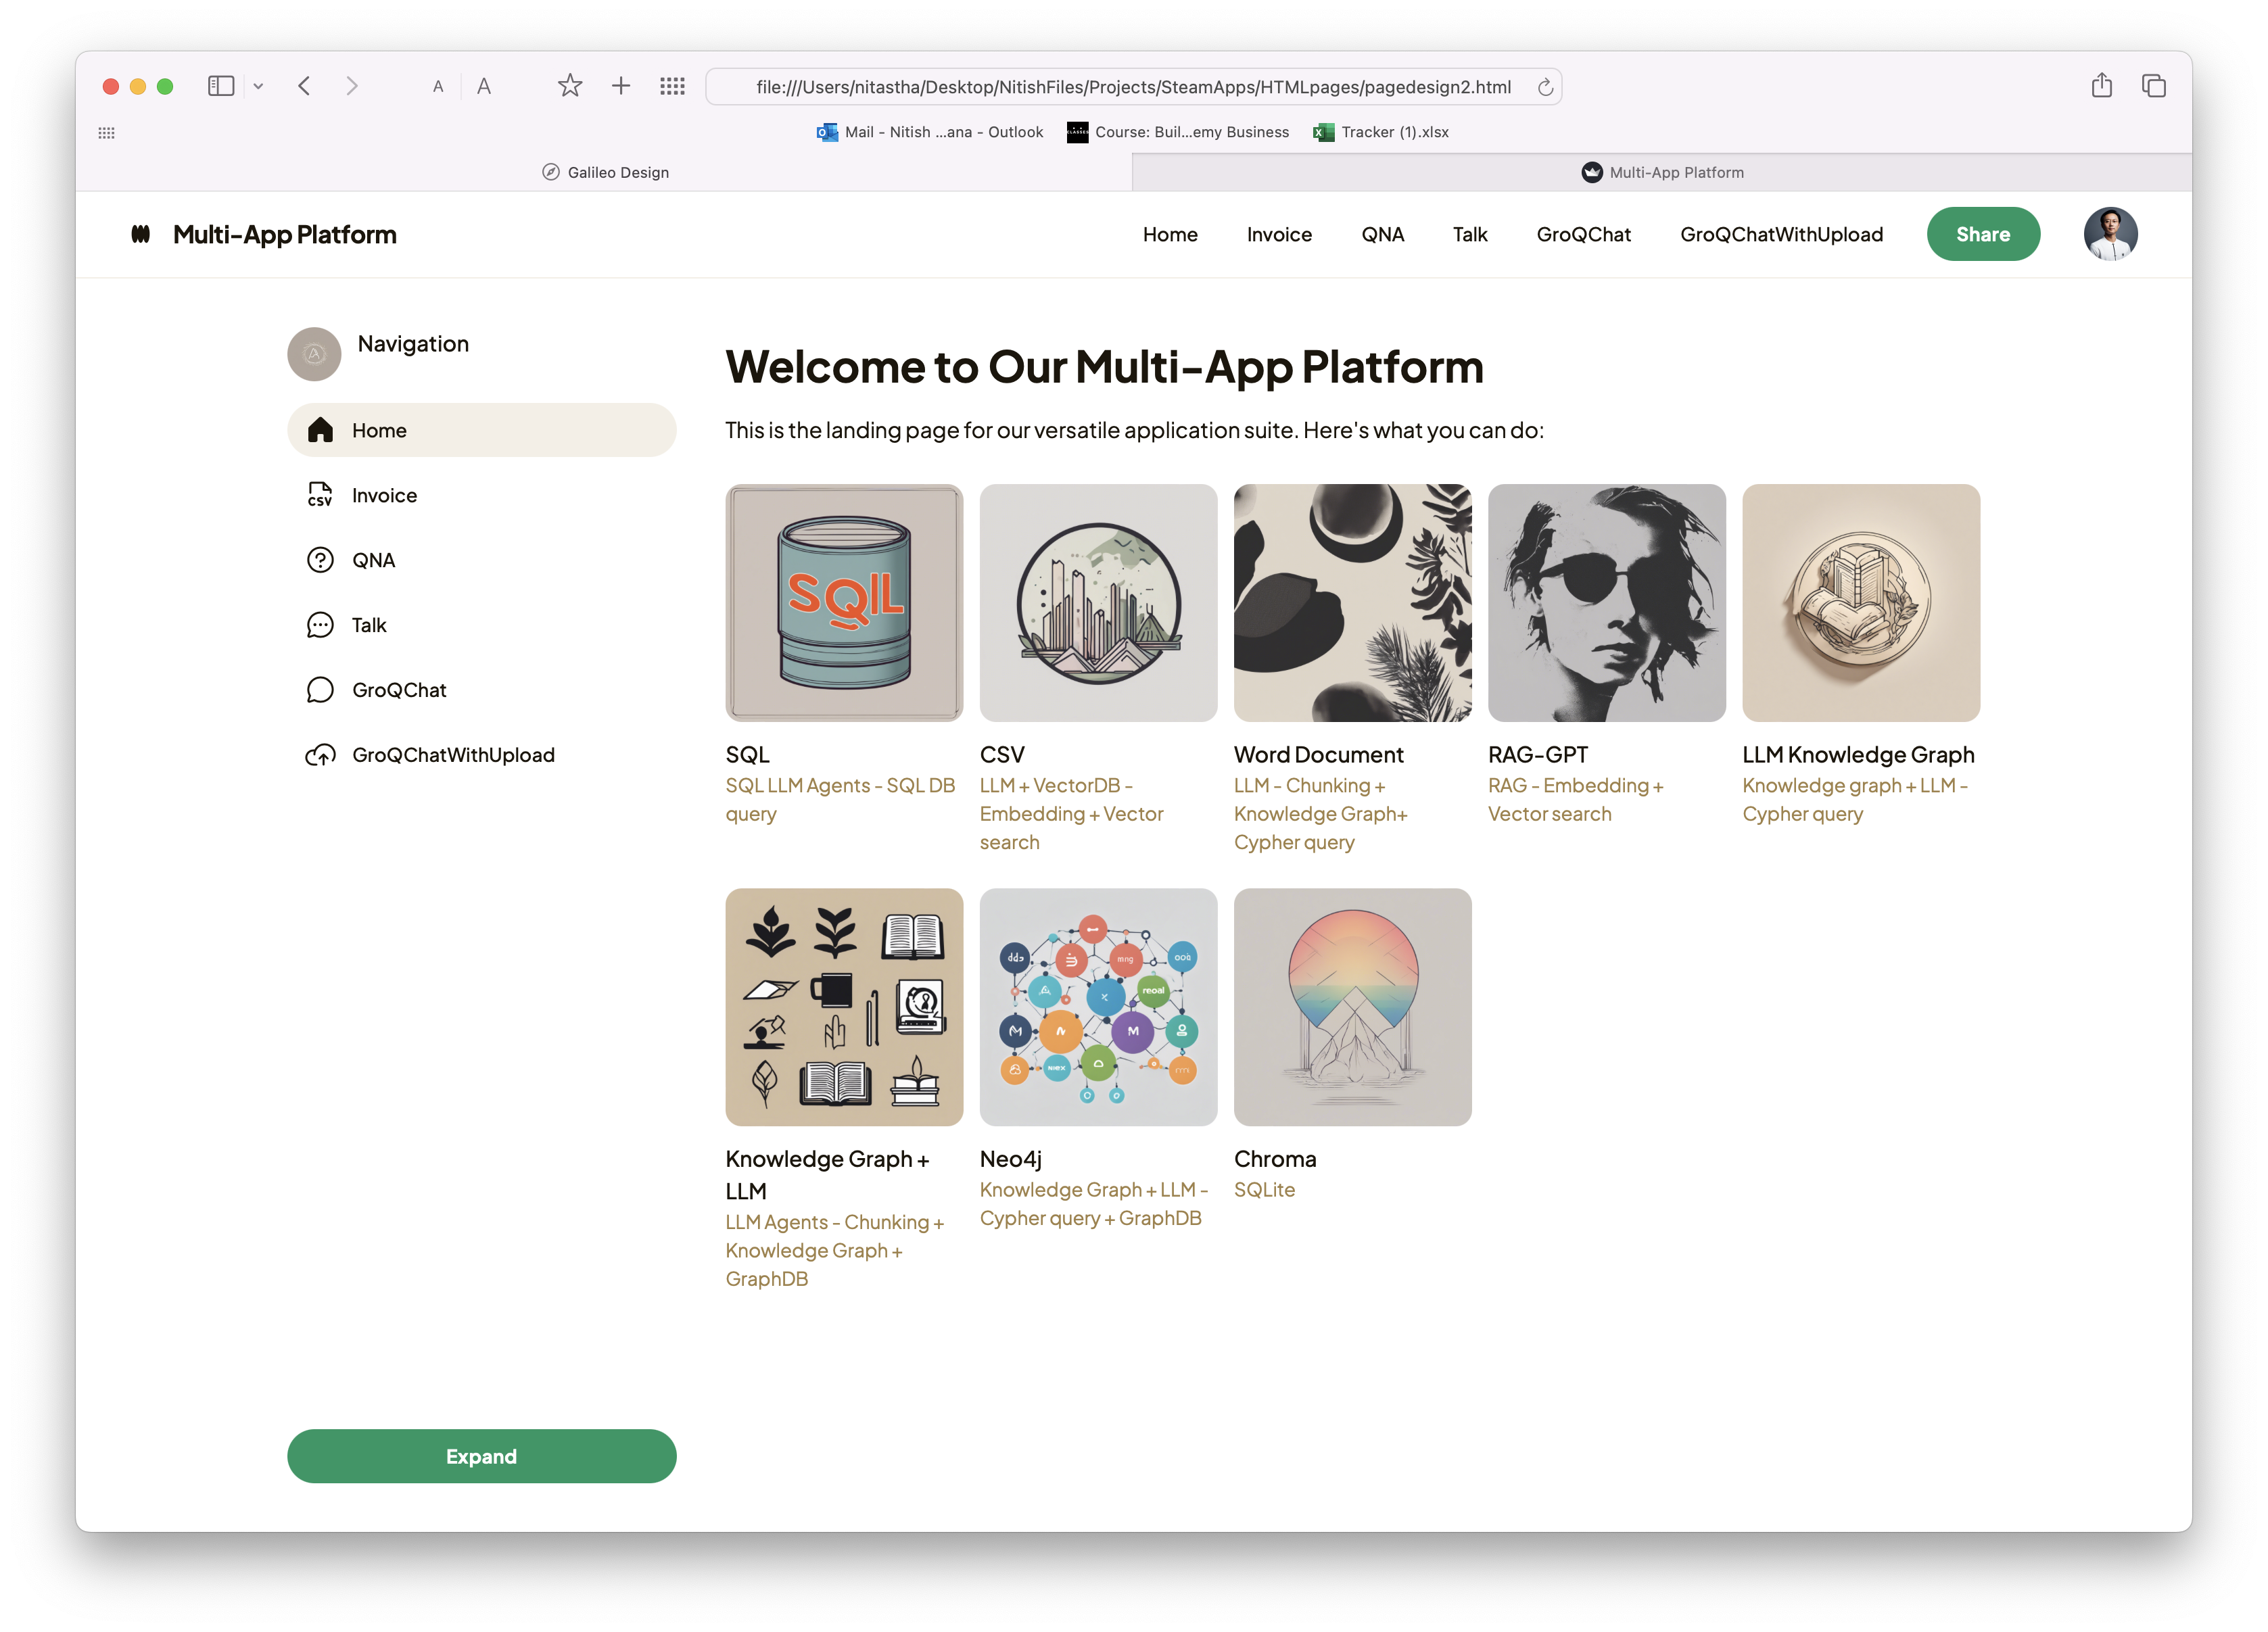 A A
file:///Users/nitastha/Desktop/NitishFiles/Projects/SteamApps/HTMLpages/pagedesign2.html
Mail - Nitish ...ana - Outlook
Course: Buil...emy Business
Tracker (1).xlsx
Galileo Design
Multi-App Platform
Multi-App Platform
Home
Invoice
QNA
Talk
GroQChat
GroQChatWithUpload
Share
Navigation
Home
CSV
Invoice
QNA
Talk
GroQChat
GroQChatWithUpload
Expand
Welcome to Our Multi-App Platform
This is the landing page for our versatile application suite. Here's what you can do:
SQL
SQL LLM Agents - SQL DB
query
CSV
LLM + VectorDB -
Embedding + Vector
search
Word Document
LLM - Chunking +
Knowledge Graph+
Cypher query
RAG-GPT
RAG - Embedding +
Vector search
LLM Knowledge Graph
Knowledge graph + LLM -
Cypher query
mng
reoal
M
M
Knowledge Graph +
LLM
LLM Agents - Chunking +
Knowledge Graph +
GraphDB
Neo4j
Knowledge Graph + LLM -
Cypher query + GraphDB
Chroma
SQLite